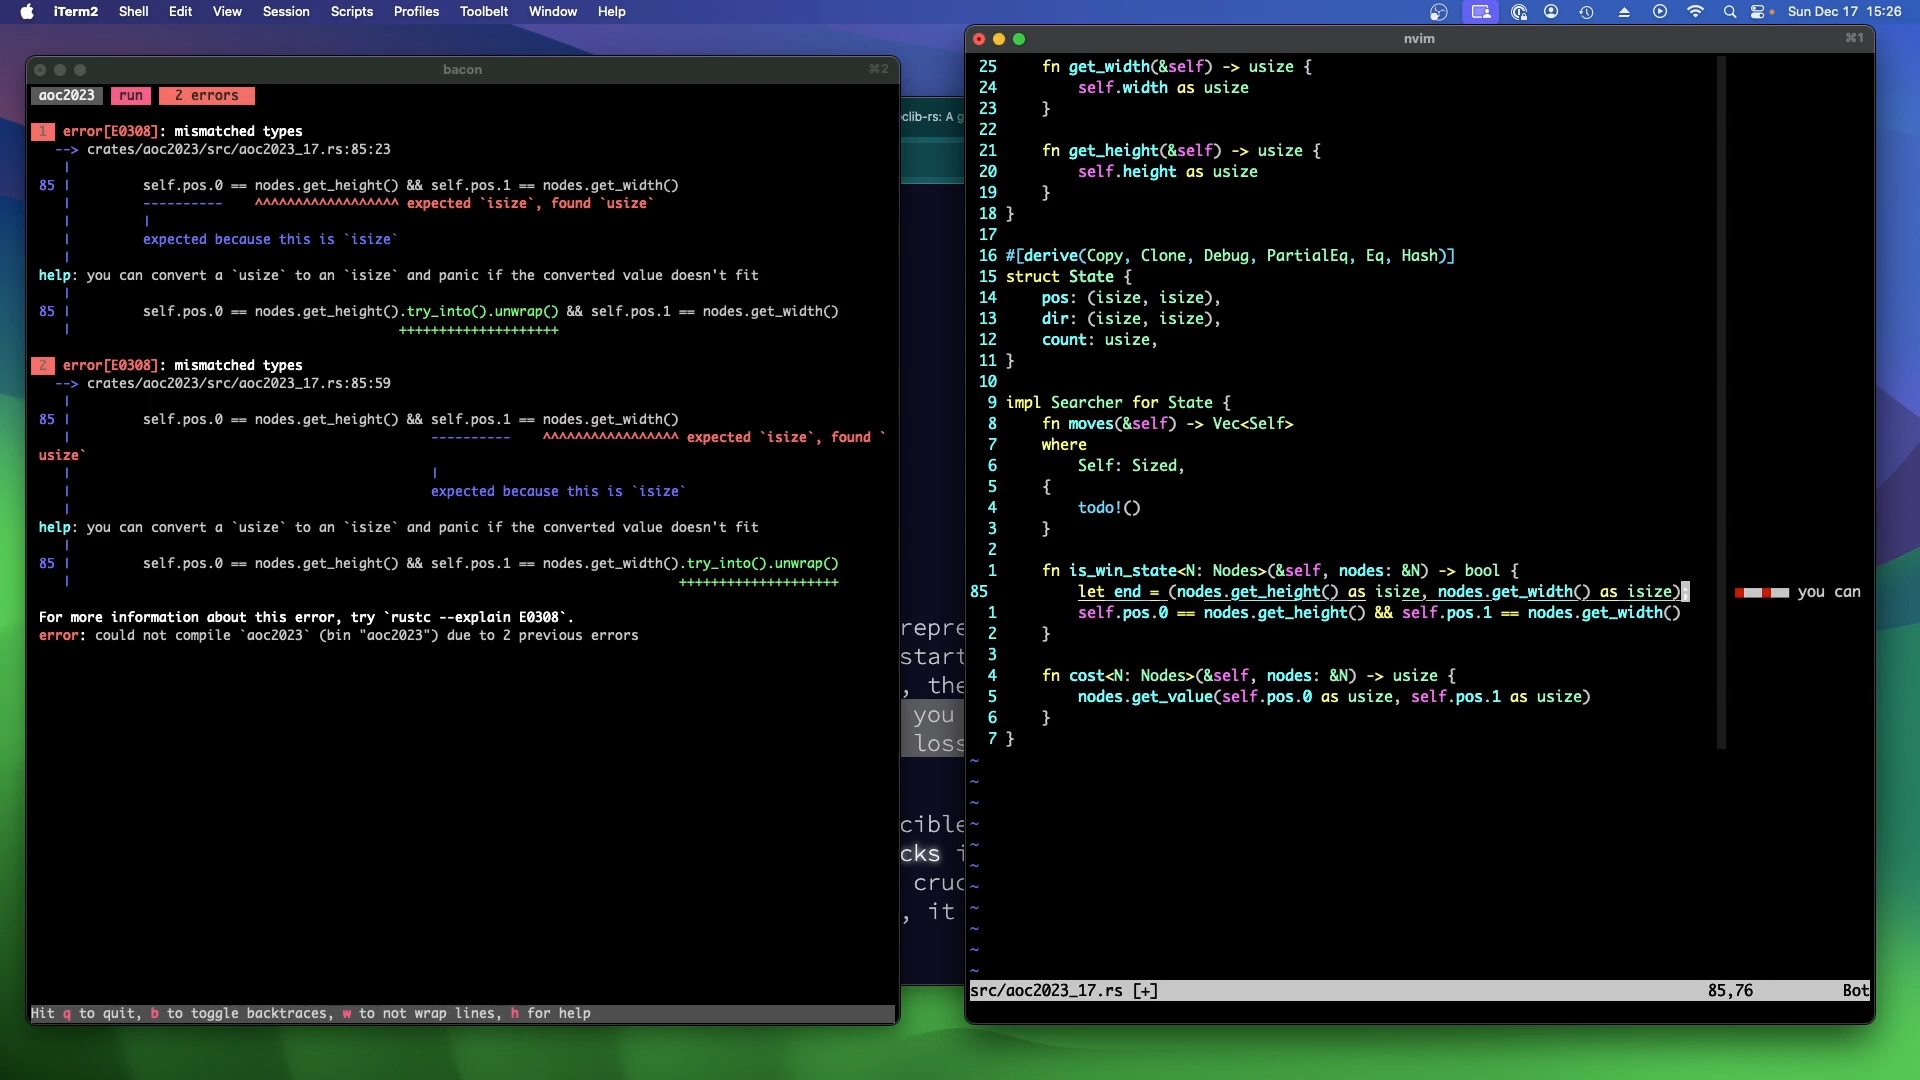 iTerm2 Shell Edit View Session Scripts Profiles Toolbelt Window Help Sun Dec 17 15:26
bacon ⌘2
aoc2023 run 2 errors
1 error[E0308]: mismatched types
--> crates/aoc2023/src/aoc2023_17.rs:85:23
|
85 | self.pos.0 == nodes.get_height() && self.pos.1 == nodes.get_width()
| ---------- ^^^^^^^^^^^^^^^^^^ expected `isize`, found `usize`
| |
| expected because this is `isize`
|
help: you can convert a `usize` to an `isize` and panic if the converted value doesn't fit
|
85 | self.pos.0 == nodes.get_height().try_into().unwrap() && self.pos.1 == nodes.get_width()
| ++++++++++++++++++++
2 error[E0308]: mismatched types
--> crates/aoc2023/src/aoc2023_17.rs:85:59
|
85 | self.pos.0 == nodes.get_height() && self.pos.1 == nodes.get_width()
| ---------- ^^^^^^^^^^^^^^^^^ expected `isize`, found `
usize`
| |
| expected because this is `isize`
|
help: you can convert a `usize` to an `isize` and panic if the converted value doesn't fit
|
85 | self.pos.0 == nodes.get_height() && self.pos.1 == nodes.get_width().try_into().unwrap()
| ++++++++++++++++++++
For more information about this error, try `rustc --explain E0308`.
error: could not compile `aoc2023` (bin "aoc2023") due to 2 previous errors
Hit q to quit, b to toggle backtraces, w to not wrap lines, h for help
clib-rs: A g
repre
start
, the
you
loss
cible
cks i
cruc
, it
nvim ⌘1
25 fn get_width(&self) -> usize {
24 self.width as usize
23 }
22
21 fn get_height(&self) -> usize {
20 self.height as usize
19 }
18 }
17
16 #[derive(Copy, Clone, Debug, PartialEq, Eq, Hash)]
15 struct State {
14 pos: (isize, isize),
13 dir: (isize, isize),
12 count: usize,
11 }
10
9 impl Searcher for State {
8 fn moves(&self) -> Vec<Self>
7 where
6 Self: Sized,
5 {
4 todo!()
3 }
2
1 fn is_win_state<N: Nodes>(&self, nodes: &N) -> bool {
85 let end = (nodes.get_height() as isize, nodes.get_width() as isize); you can
1 self.pos.0 == nodes.get_height() && self.pos.1 == nodes.get_width()
2 }
3
4 fn cost<N: Nodes>(&self, nodes: &N) -> usize {
5 nodes.get_value(self.pos.0 as usize, self.pos.1 as usize)
6 }
7 }
~
~
~
~
~
~
~
~
~
~
~
src/aoc2023_17.rs [+] 85,76 Bot